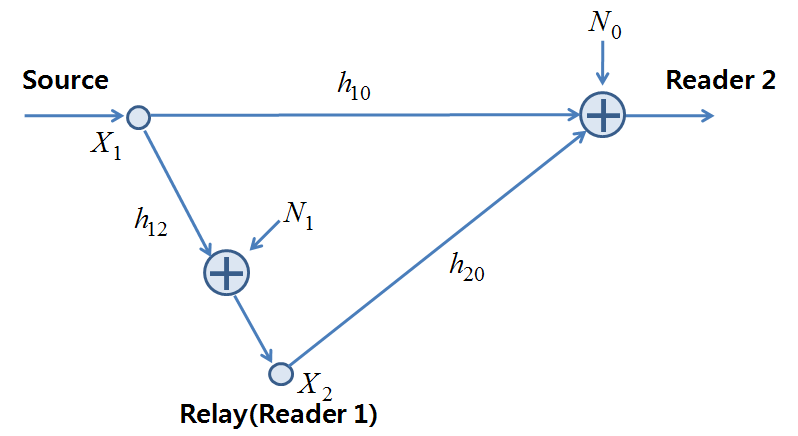 N0
Source
h10
Reader 2
X1
h12
N1
h20
X2
Relay(Reader 1)